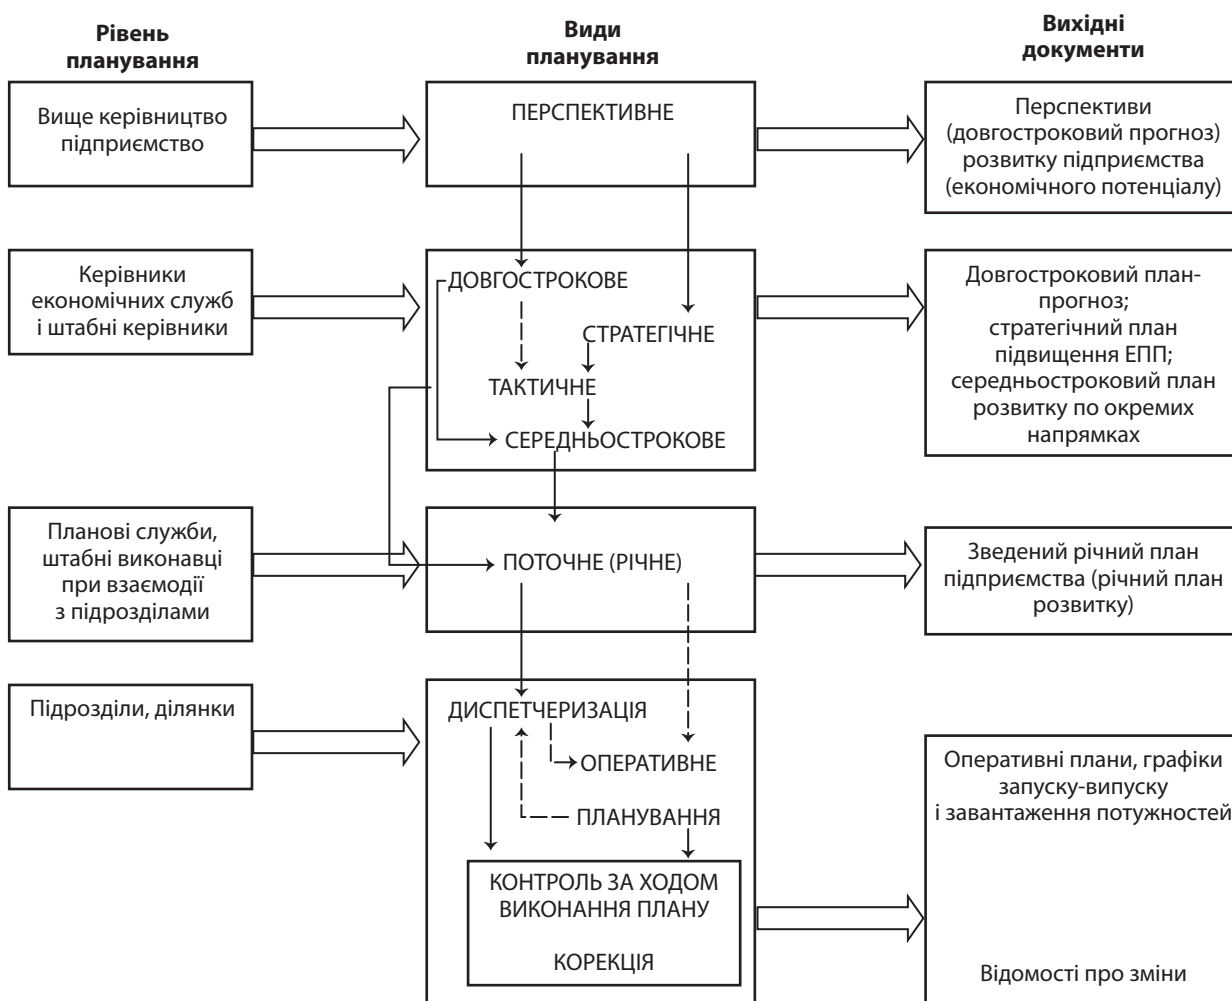 Рівень
планування
Види
планування
Вихідні
документи
Вище керівництво
підприємство
ПЕРСПЕКТИВНЕ
Перспективи
(довгостроковий прогноз)
розвитку підприємства
(економічного потенціалу)
Керівники
економічних служб
і штабні керівники
ДОВГОСТРОКОВЕ
СТРАТЕГІЧНЕ
ТАКТИЧНЕ
СЕРЕДНЬОСТРОКОВЕ
Довгостроковий план-
прогноз;
стратегічний план
підвищення ЕПП;
середньостроковий план
розвитку по окремих
напрямках
Планові служби,
штабні виконавці
при взаємодії
з підрозділами
ПОТОЧНЕ (РІЧНЕ)
Зведений річний план
підприємства (річний план
розвитку)
Підрозділи, ділянки
ДИСПЕТЧЕРИЗАЦІЯ
ОПЕРАТИВНЕ
ПЛАНУВАННЯ
КОНТРОЛЬ ЗА ХОДОМ
ВИКОНАННЯ ПЛАНУ
КОРЕКЦІЯ
Оперативні плани, графіки
запуску-випуску
і завантаження потужностей
Відомості про зміни